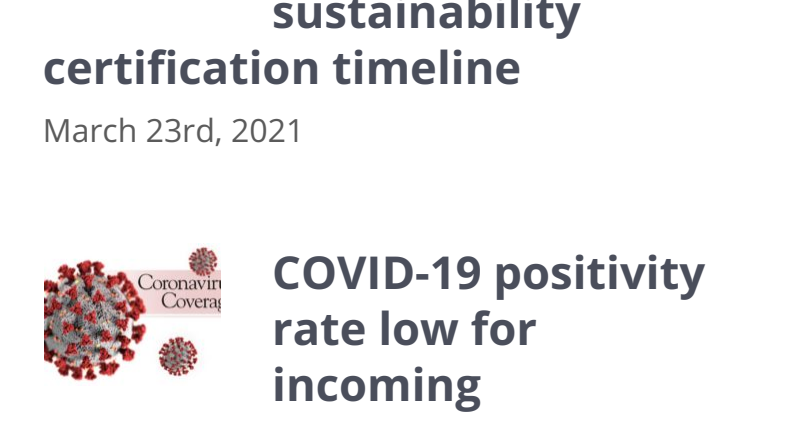 sustainability
certification timeline
March 23rd, 2021
COVID-19 positivity
rate low for
incoming